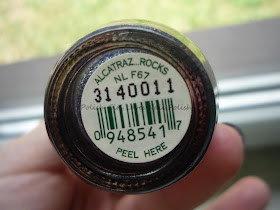 ALCATRAZ..ROCKS
NL F67
3140011
0 948541 7
PEEL HERE